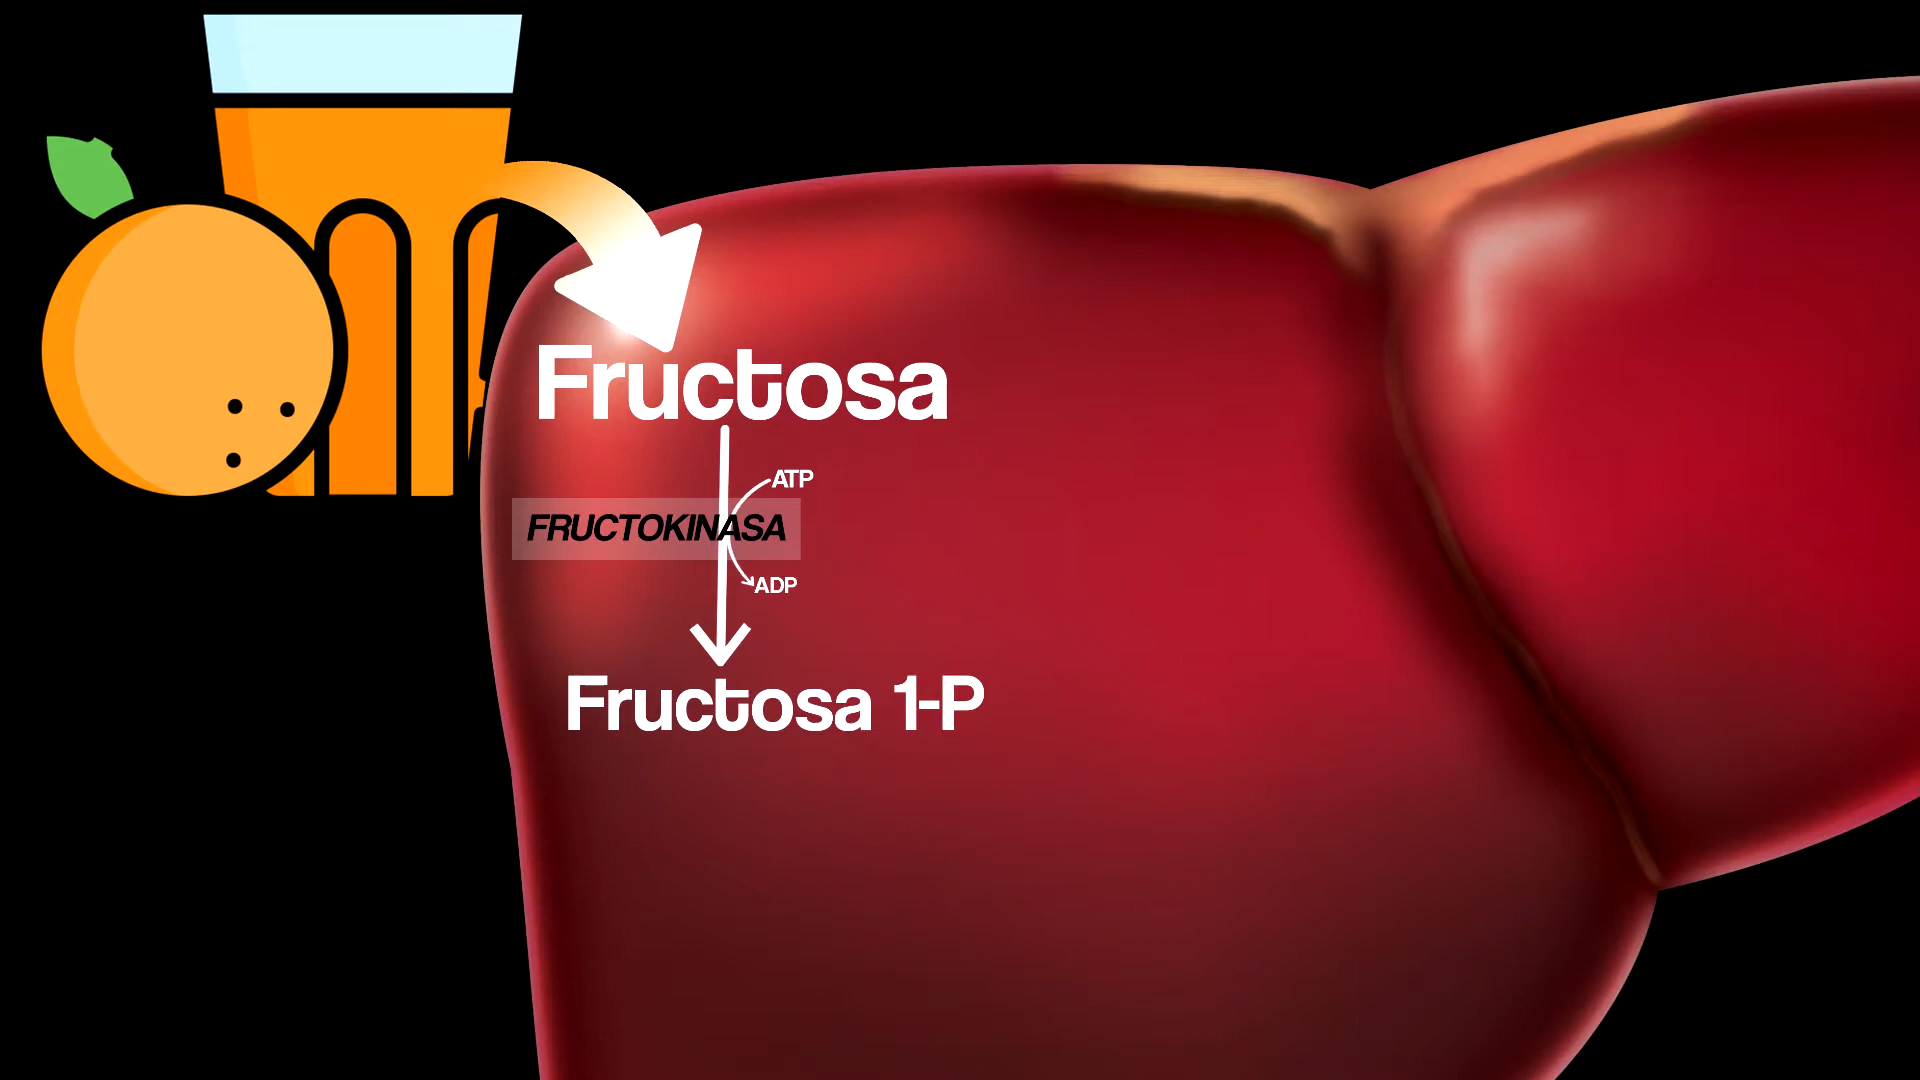 Fructosa
ATP
FRUCTOKINASA
ADP
Fructosa 1-P